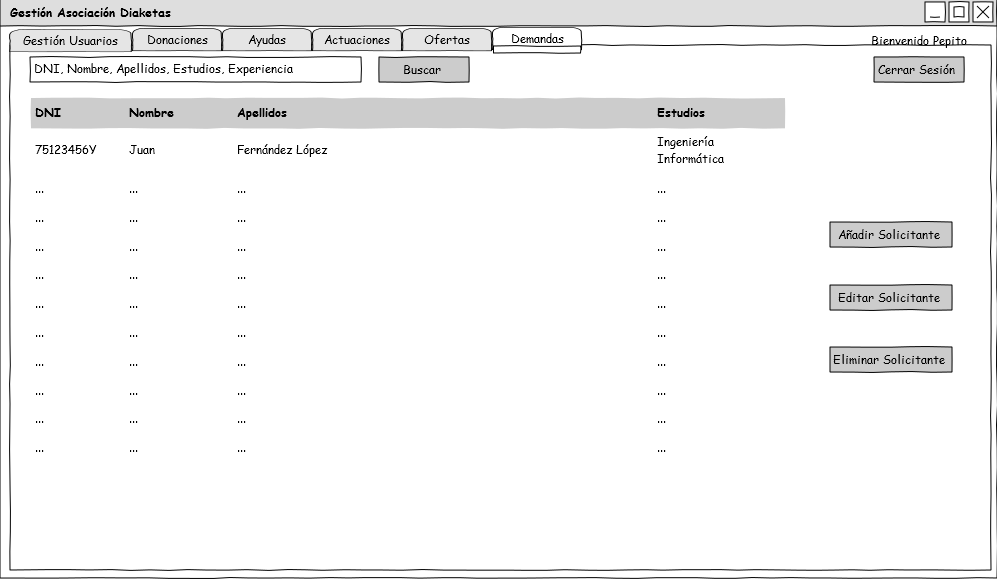 Gestión Asociación Diaketas
Gestión Usuarios Donaciones Ayudas Actuaciones Ofertas Demandas
Bienvenido Pepito
DNI, Nombre, Apellidos, Estudios, Experiencia Buscar Cerrar Sesión
DNI Nombre Apellidos Estudios
75123456Y Juan Fernández López Ingeniería
Informática
... ... ... ...
... ... ... ...
Añadir Solicitante
... ... ... ...
... ... ... ...
Editar Solicitante
... ... ... ...
... ... ... ...
Eliminar Solicitante
... ... ... ...
... ... ... ...
... ... ... ...
... ... ... ...